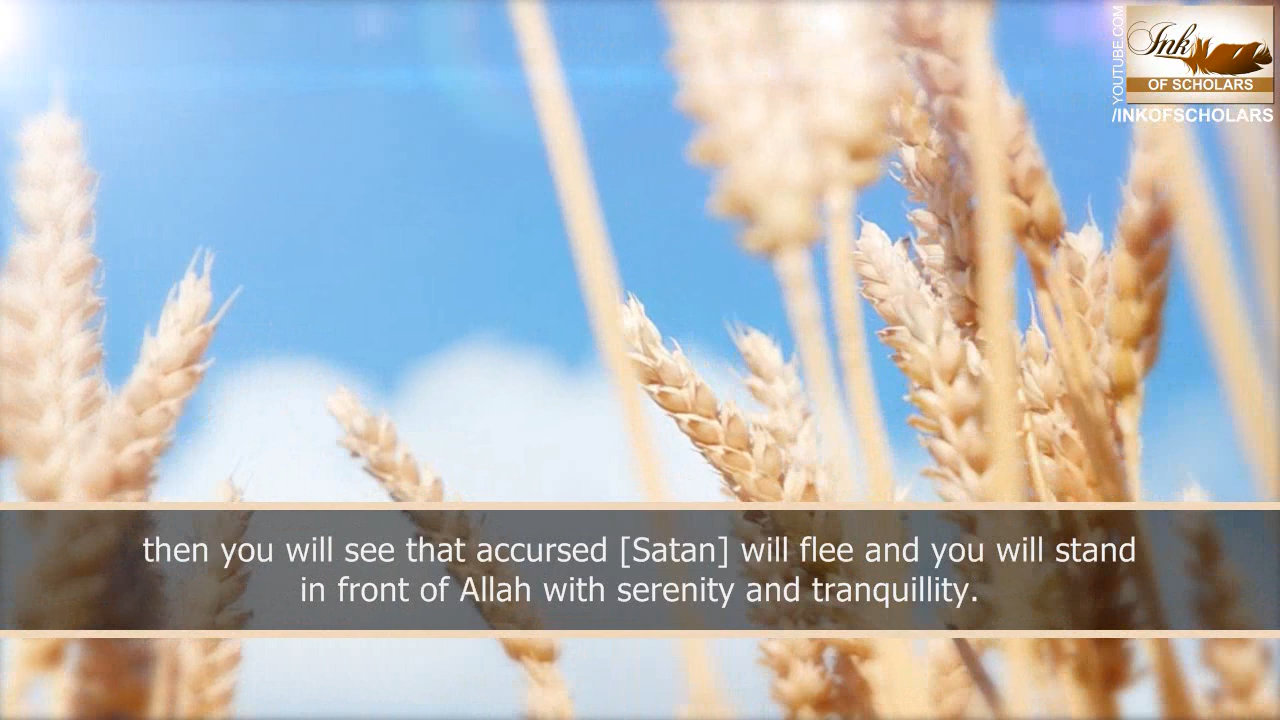 YOUTUBE.COM
Ink
OF SCHOLARS
/INKOFSCHOLARS
then you will see that accursed [Satan] will flee and you will stand
in front of Allah with serenity and tranquillity.